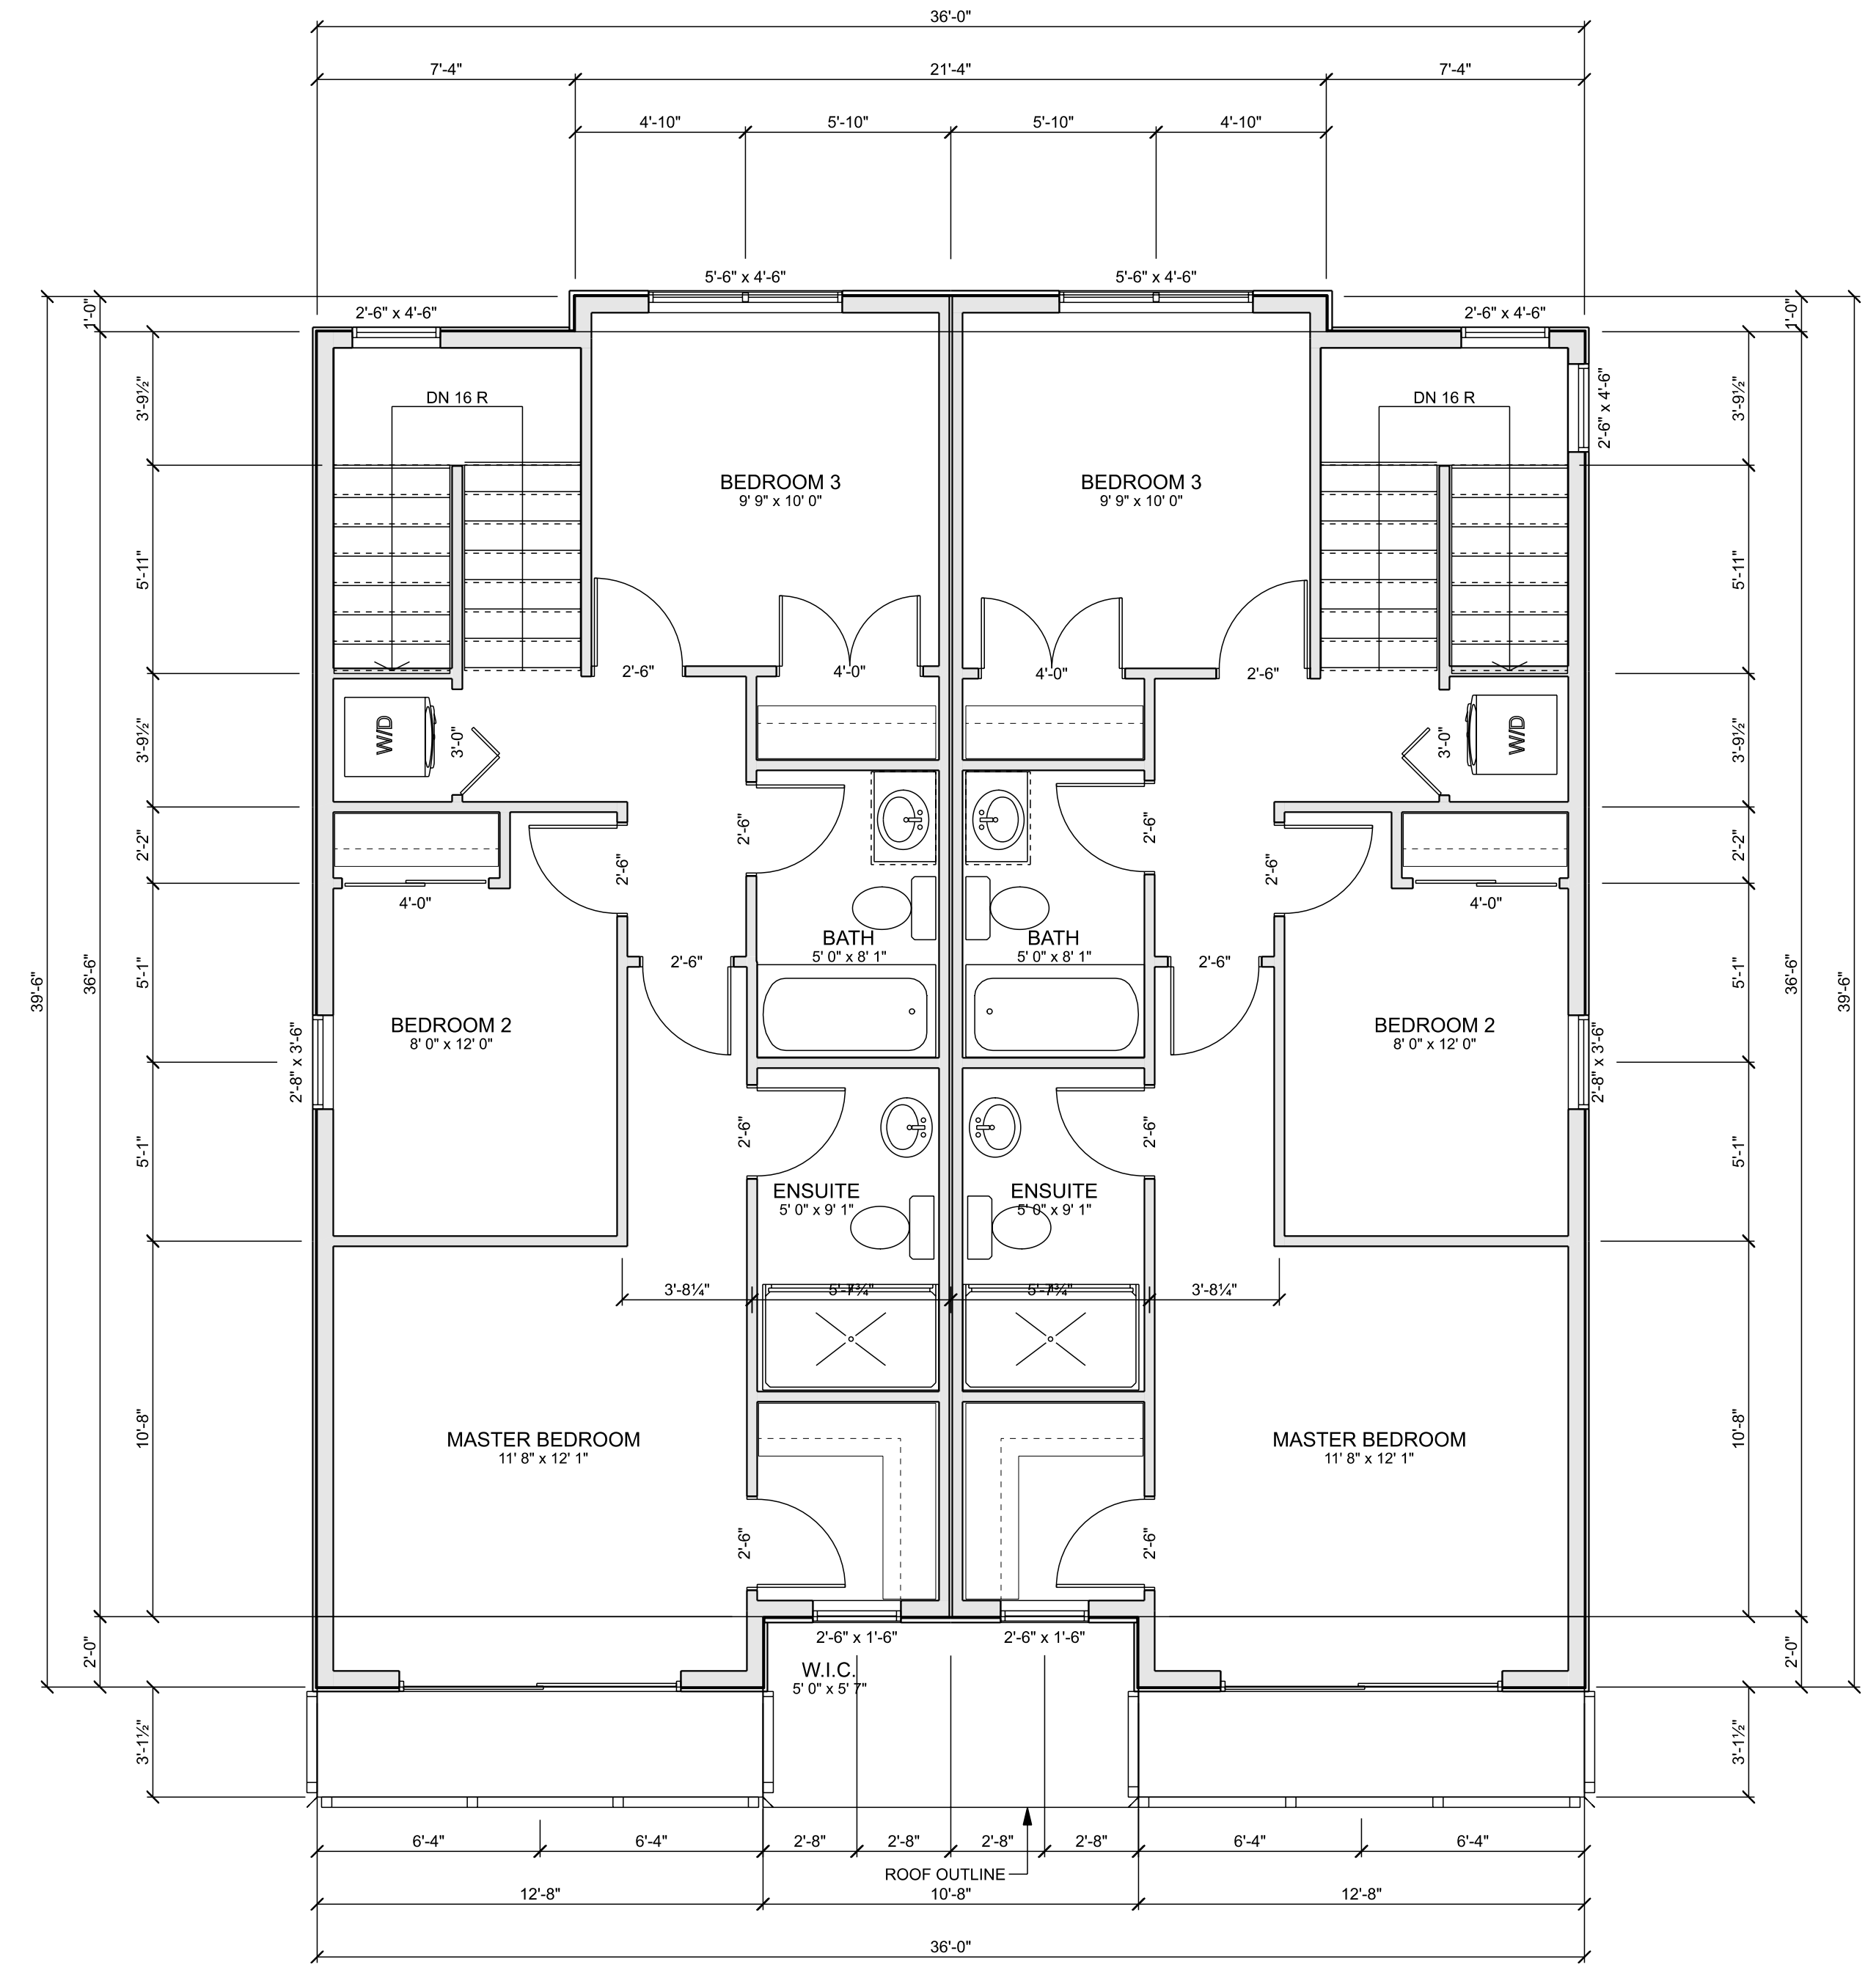 36'-0"
7'-4"
21'-4"
7'-4"
4'-10"
5'-10"
5'-10"
4'-10"
5'-6" x 4'-6"
5'-6" x 4'-6"
1'-0"
2'-6" x 4'-6"
2'-6" x 4'-6"
1'-0"
3'-9½"
DN 16 R
DN 16 R
2'-6" x 4'-6"
3'-9½"
BEDROOM 3
9' 9" x 10' 0"
BEDROOM 3
9' 9" x 10' 0"
5'-11"
5'-11"
2'-6"
4'-0"
4'-0"
2'-6"
3'-9½"
W/D
3'-0"
3'-0"
W/D
3'-9½"
2'-2"
2'-6"
2'-6"
2'-6"
2'-6"
2'-2"
4'-0"
4'-0"
BATH
5' 0" x 8' 1"
BATH
5' 0" x 8' 1"
39'-6"
36'-6"
5'-1"
2'-6"
2'-6"
5'-1"
36'-6"
39'-6"
BEDROOM 2
8' 0" x 12' 0"
BEDROOM 2
8' 0" x 12' 0"
2'-8" x 3'-6"
2'-8" x 3'-6"
5'-1"
2'-6"
2'-6"
5'-1"
ENSUITE
5' 0" x 9' 1"
ENSUITE
5' 0" x 9' 1"
3'-8¼"
3'-8¼"
10'-8"
MASTER BEDROOM
11' 8" x 12' 1"
MASTER BEDROOM
11' 8" x 12' 1"
10'-8"
2'-6"
2'-6"
2'-0"
2'-6" x 1'-6"
2'-6" x 1'-6"
2'-0"
W.I.C.
5' 0" x 5' 7"
3'-1½"
3'-1½"
6'-4"
6'-4"
2'-8"
2'-8"
2'-8"
2'-8"
6'-4"
6'-4"
ROOF OUTLINE
12'-8"
10'-8"
12'-8"
36'-0"